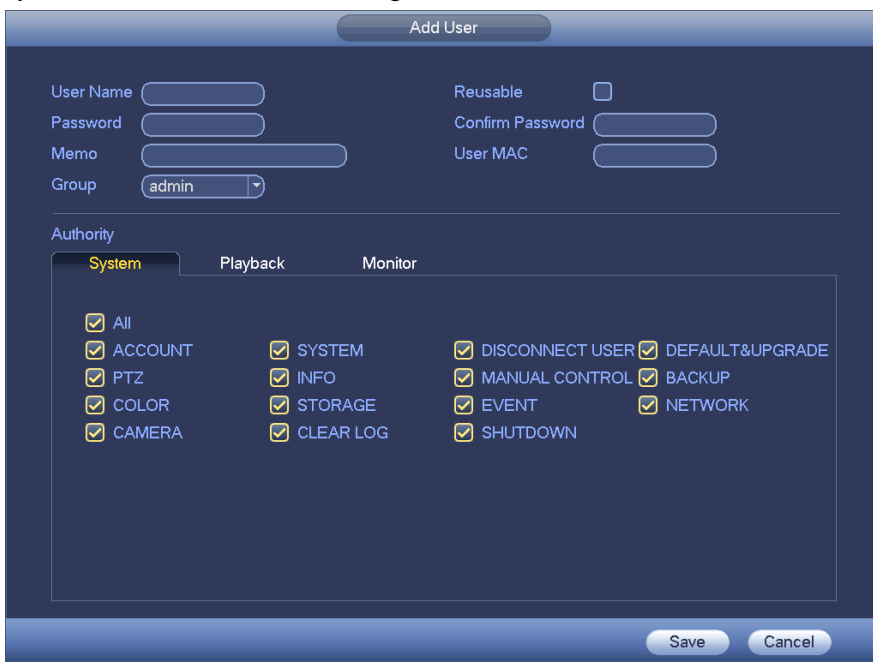 Add User
User Name
Reusable
Password
Confirm Password
Memo
User MAC
Group admin
Authority
System Playback Monitor
All
ACCOUNT SYSTEM DISCONNECT USER DEFAULT&UPGRADE
PTZ INFO MANUAL CONTROL BACKUP
COLOR STORAGE EVENT NETWORK
CAMERA CLEAR LOG SHUTDOWN
Save Cancel